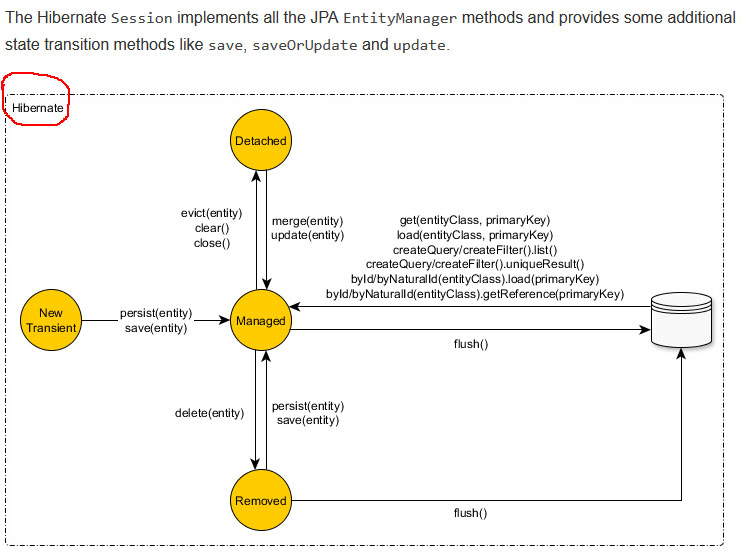 The Hibernate Session implements all the JPA EntityManager methods and provides some additional
state transition methods like save, saveOrUpdate and update.
Hibernate
Detached
evict(entity)
clear()
close()
merge(entity)
update(entity)
get(entityClass, primaryKey)
load(entityClass, primaryKey)
createQuery/createFilter().list()
createQuery/createFilter().uniqueResult()
byId/byNaturalId(entityClass).load(primaryKey)
byId/byNaturalId(entityClass).getReference(primaryKey)
New
Transient
persist(entity)
save(entity)
Managed
flush()
delete(entity)
persist(entity)
save(entity)
Removed
flush()